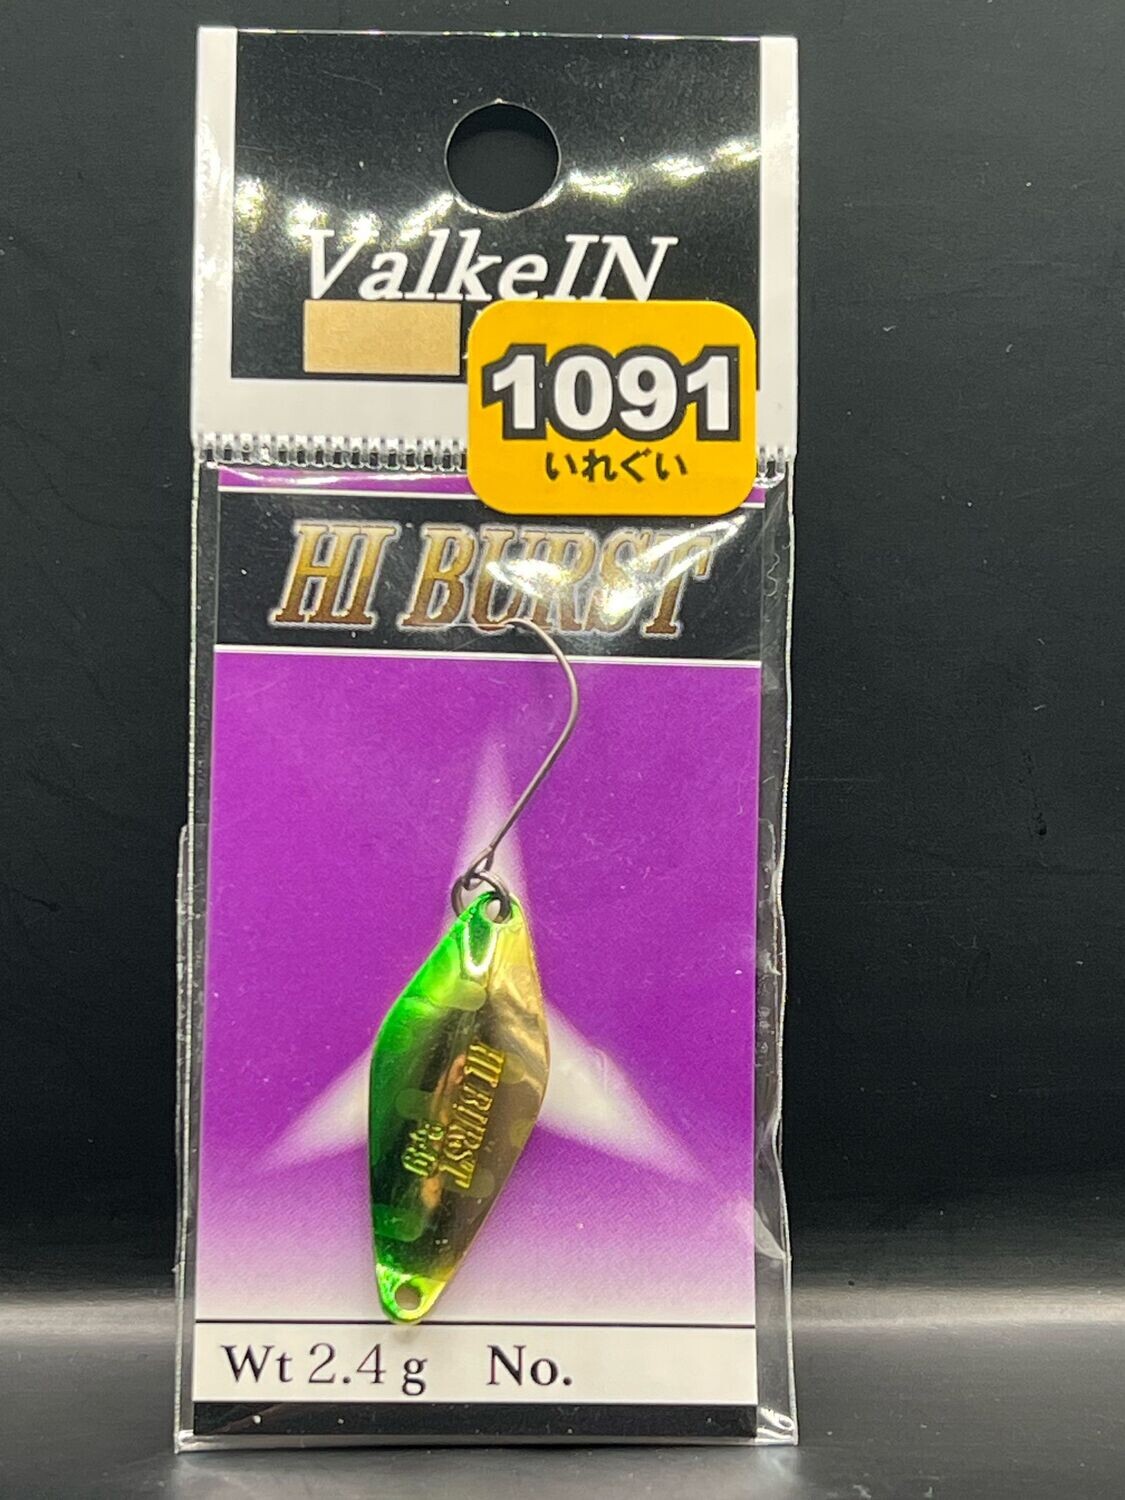 ValkeIN
1091
いれぐい
HI BURST
HI BURST
Wt 2.4 g No.